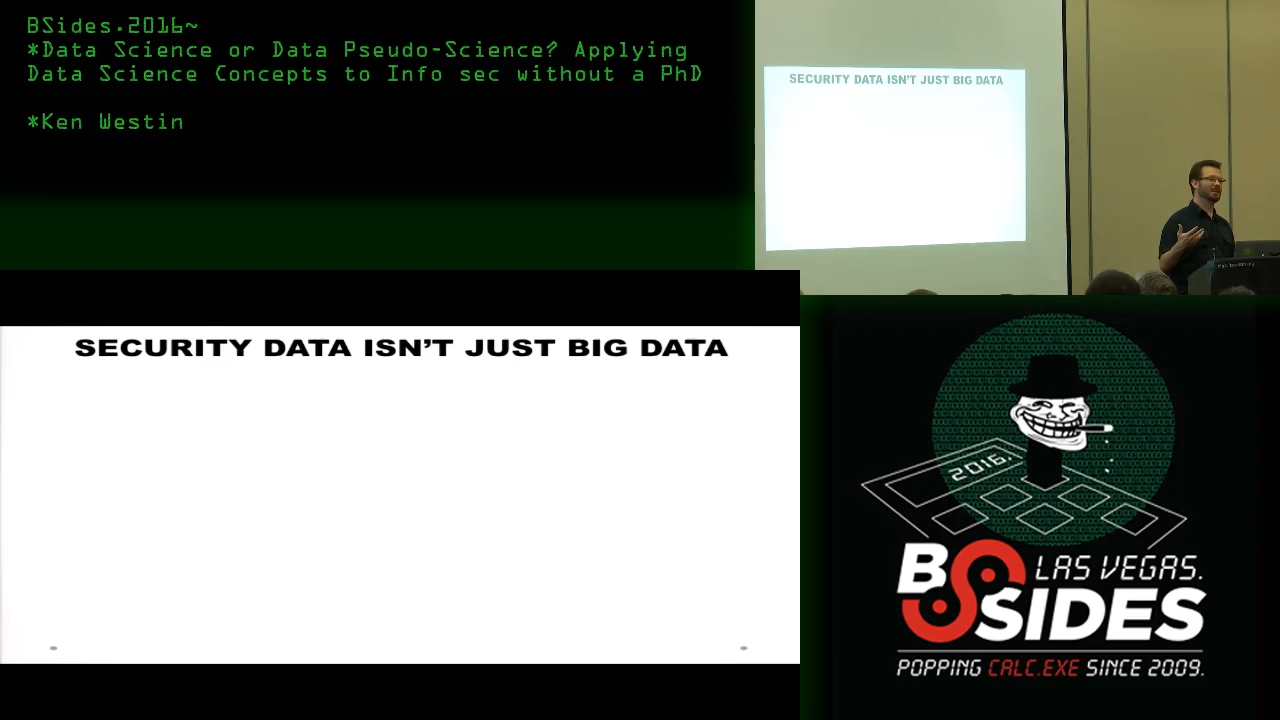 BSides.2016~
*Data Science or Data Pseudo-Science? Applying
Data Science Concepts to Info sec without a PhD
*Ken Westin
SECURITY DATA ISN'T JUST BIG DATA
SECURITY DATA ISN'T JUST BIG DATA
2016.
BSIDES
LAS VEGAS.
POPPING CALC.EXE SINCE 2009.